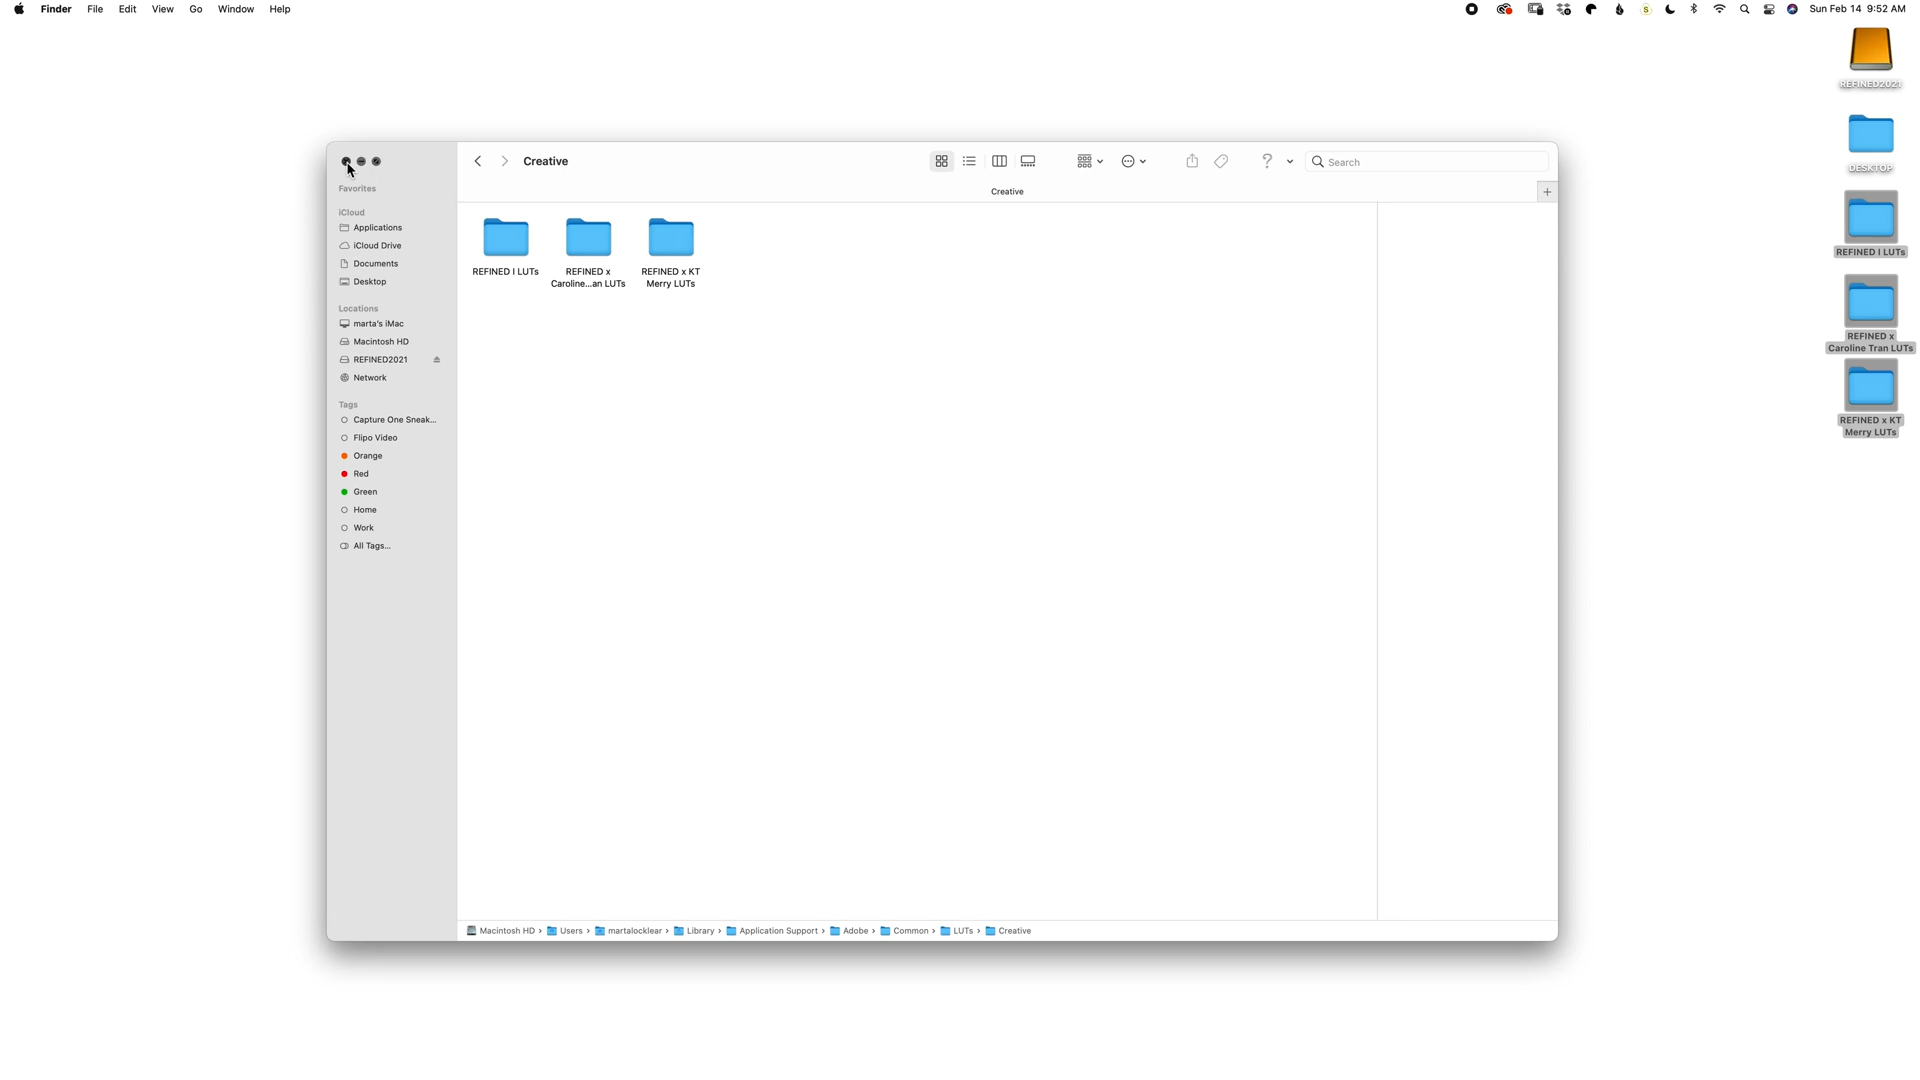 Finder File Edit View Go Window Help
S
Sun Feb 14 9:52 AM
REFINED2021
DESKTOP
REFINED I LUTs
REFINED x
Caroline Tran LUTs
REFINED x KT
Merry LUTs
Creative
Search
Creative
Favorites
iCloud
Applications
iCloud Drive
Documents
Desktop
Locations
marta's iMac
Macintosh HD
REFINED2021
Network
Tags
Capture One Sneak...
Flipo Video
Orange
Red
Green
Home
Work
All Tags...
REFINED I LUTs
REFINED x
Caroline...an LUTs
REFINED x KT
Merry LUTs
Macintosh HD › Users › martalocklear › Library › Application Support › Adobe › Common › LUTs › Creative